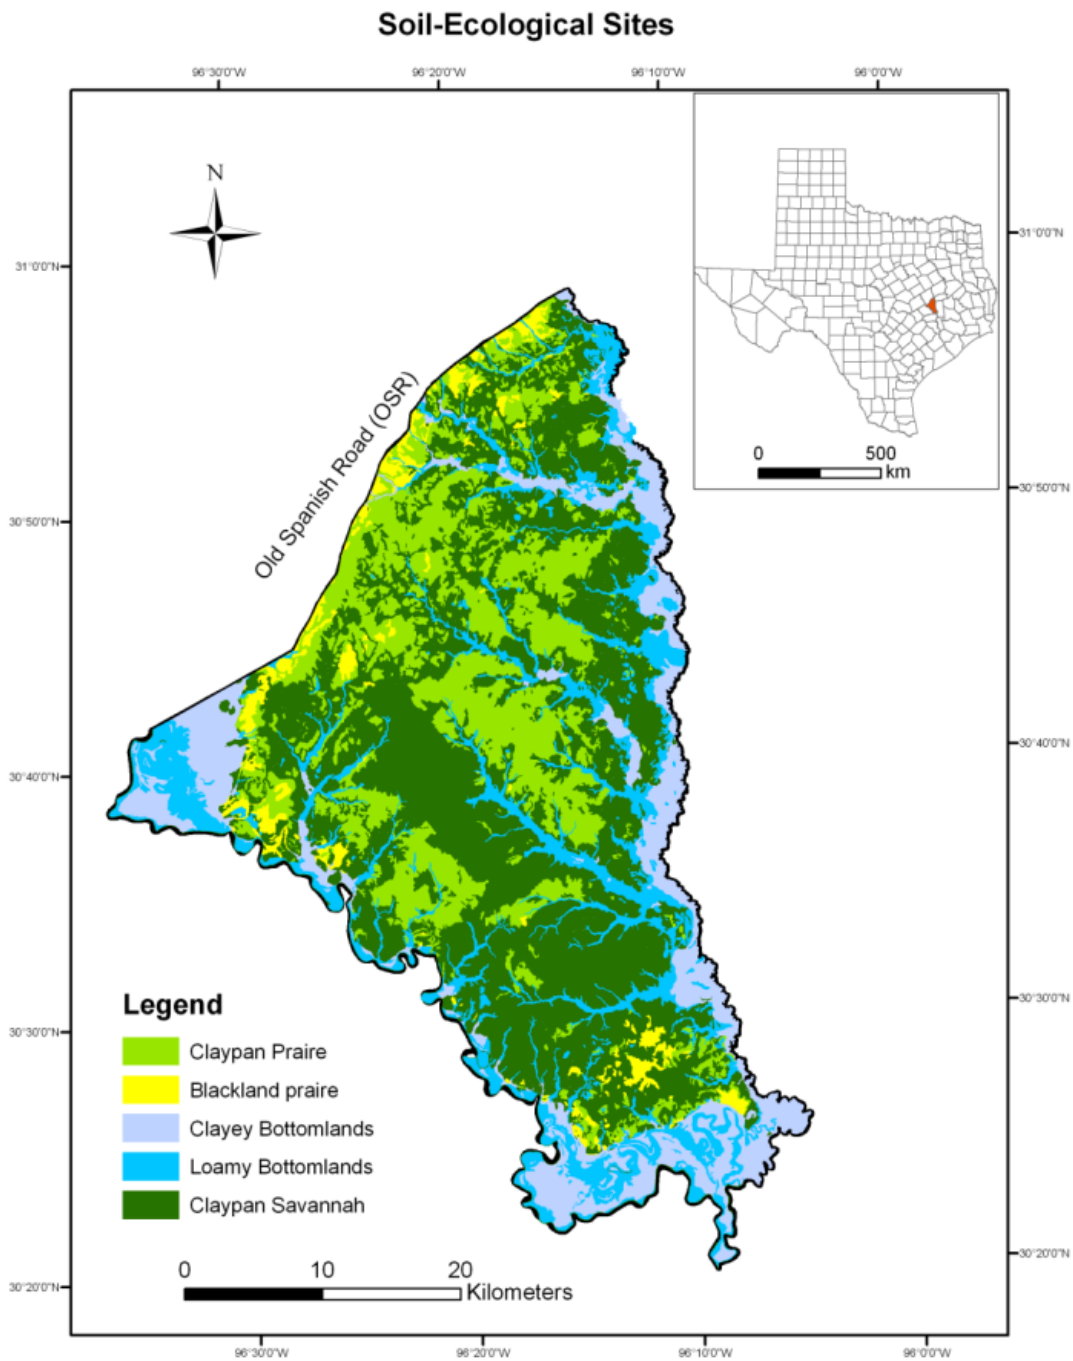 Soil-Ecological Sites
96°30'0"W 96°20'0"W 96°10'0"W 96°0'0"W
N
31°0'0"N
31°0'0"N
0 500
km
Old Spanish Road (OSR)
30°50'0"N
30°50'0"N
30°40'0"N
30°40'0"N
30°30'0"N
30°30'0"N
Legend
Claypan Praire
Blackland praire
Clayey Bottomlands
Loamy Bottomlands
Claypan Savannah
30°20'0"N
0 10 20
Kilometers
30°20'0"N
96°30'0"W 96°20'0"W 96°10'0"W 96°0'0"W